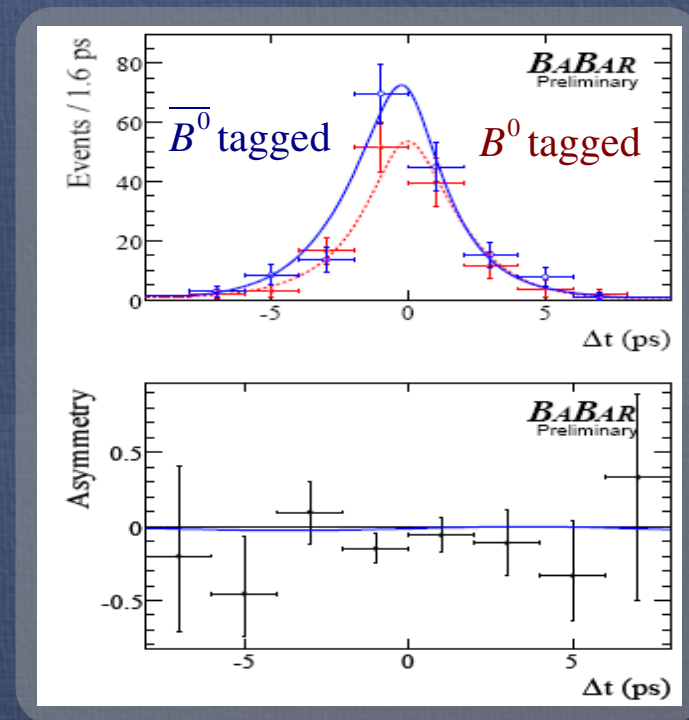 Events / 1.6 ps
80
60
40
20
0
BABAR
Preliminary
B⁰ tagged
B⁰ tagged
-5
0
5
Δt (ps)
Asymmetry
0.5
0
-0.5
BABAR
Preliminary
-5
0
5
Δt (ps)